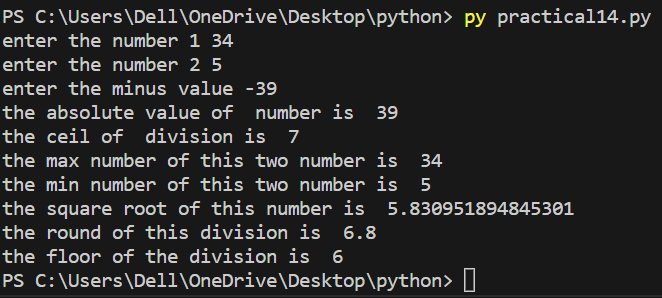 PS C:\Users\Dell\OneDrive\Desktop\python> py practical14.py
enter the number 1 34
enter the number 2 5
enter the minus value -39
the absolute value of  number is  39
the ceil of  division is  7
the max number of this two number is  34
the min number of this two number is  5
the square root of this number is  5.830951894845301
the round of this division is  6.8
the floor of the division is  6
PS C:\Users\Dell\OneDrive\Desktop\python>